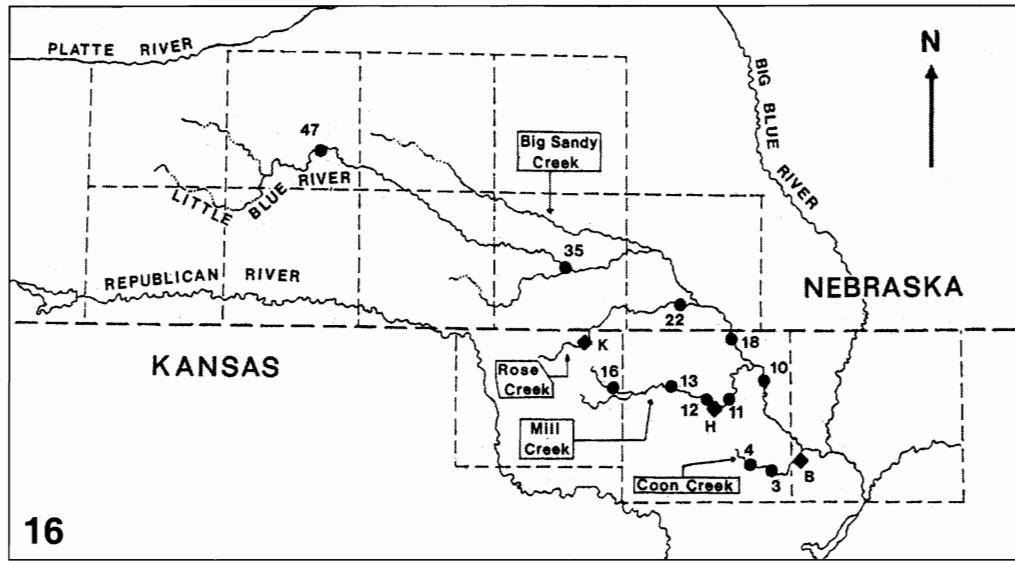 PLATTE RIVER
N
BIG BLUE RIVER
47
Big Sandy
Creek
LITTLE BLUE RIVER
35
REPUBLICAN RIVER
NEBRASKA
22
KANSAS
18
K
Rose
Creek
16
13
10
12
11
H
Mill
Creek
4
3
B
Coon Creek
16